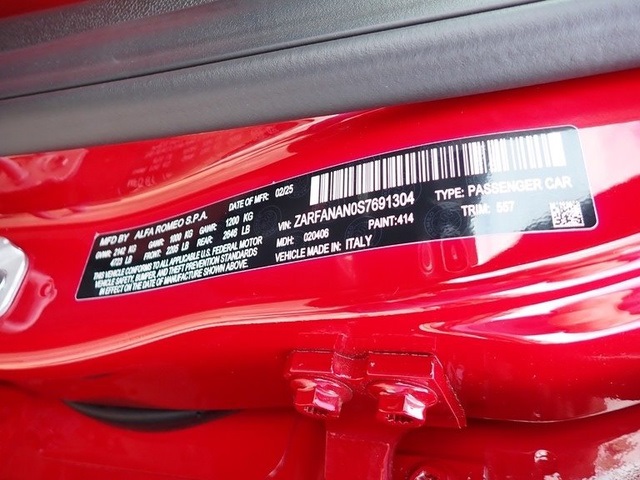 MFD BY ALFA ROMEO S.P.A. DATE OF MFR: 02/25
GVWR: 2142 KG GAWR: 1000 KG GAWR: 1200 KG
4723 LB FRONT: 2205 LB REAR: 2646 LB
THIS VEHICLE CONFORMS TO ALL APPLICABLE U.S. FEDERAL MOTOR
VEHICLE SAFETY, BUMPER, AND THEFT PREVENTION STANDARDS
IN EFFECT ON THE DATE OF MANUFACTURE SHOWN ABOVE.
VIN: ZARFANAN0S7691304 TYPE: PASSENGER CAR
PAINT:414 TRIM: 557
MDH: 020406
MADE IN: ITALY